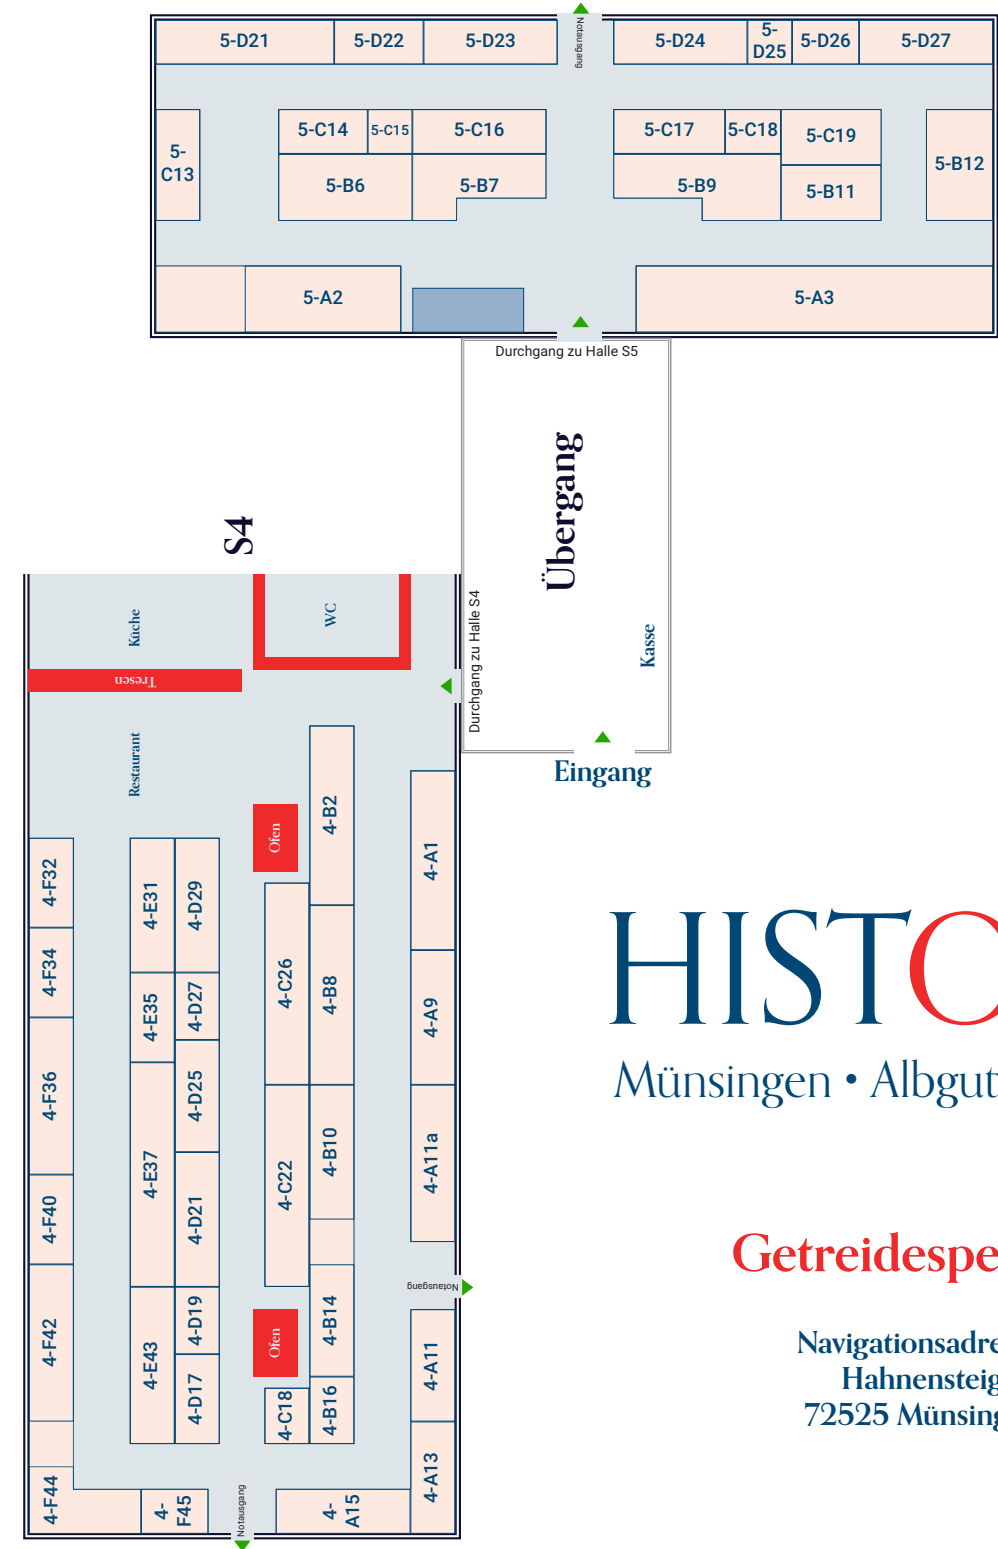 Notausgang
5-D21
5-D22
5-D23
5-D24
5-
D25
5-D26
5-D27
5-
C13
5-C14
5-C15
5-C16
5-C17
5-C18
5-C19
5-B12
5-B6
5-B7
5-B9
5-B11
5-A2
5-A3
Durchgang zu Halle S5
Übergang
Durchgang zu Halle S4
Kasse
Eingang
S4
Küche
WC
Tresen
Restaurant
Ofen
4-B2
4-A1
4-F32
4-E31
4-D29
4-F34
4-C26
4-B8
4-A9
4-E35
4-D27
4-F36
4-D25
4-E37
4-C22
4-B10
4-A11a
4-F40
4-D21
Notausgang
4-F42
4-E43
4-D19
Ofen
4-B14
4-A11
4-D17
4-C18
4-B16
4-F44
4-
F45
Notausgang
4-
A15
4-A13
HISTO
Münsingen • Albgut
Getreidespe
Navigationsadre
Hahnensteig
72525 Münsing